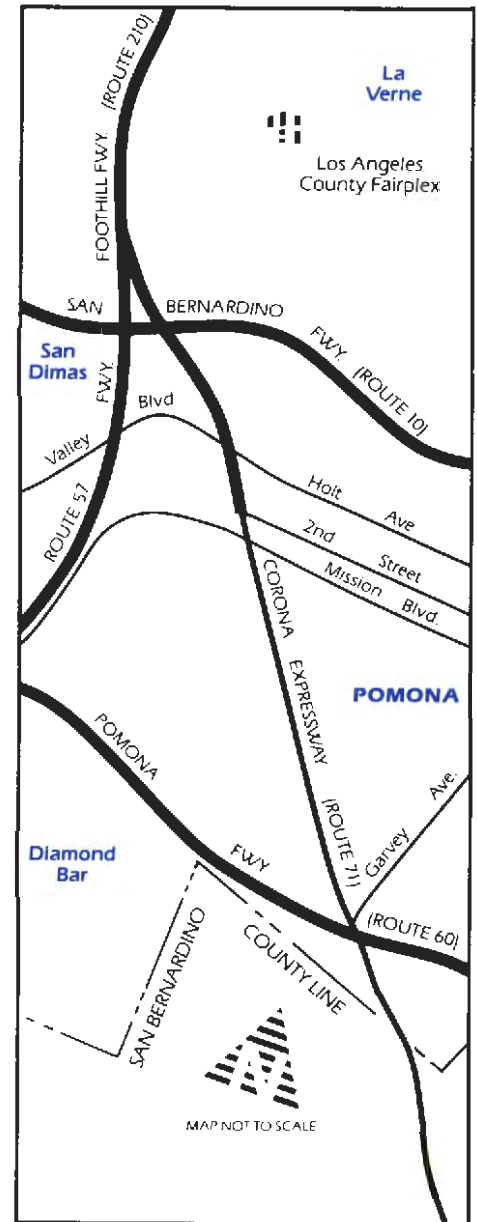 (ROUTE 210)
FOOTHILL FWY.
La
Verne
Los Angeles
County Fairplex
SAN BERNARDINO FWY. (ROUTE 10)
San
Dimas
FWY.
ROUTE 57
Valley Blvd
Holt Ave
2nd Street
Mission Blvd.
CORONA EXPRESSWAY (ROUTE 71)
POMONA
Garvey Ave.
POMONA FWY (ROUTE 60)
Diamond
Bar
SAN BERNARDINO
COUNTY LINE
MAP NOT TO SCALE